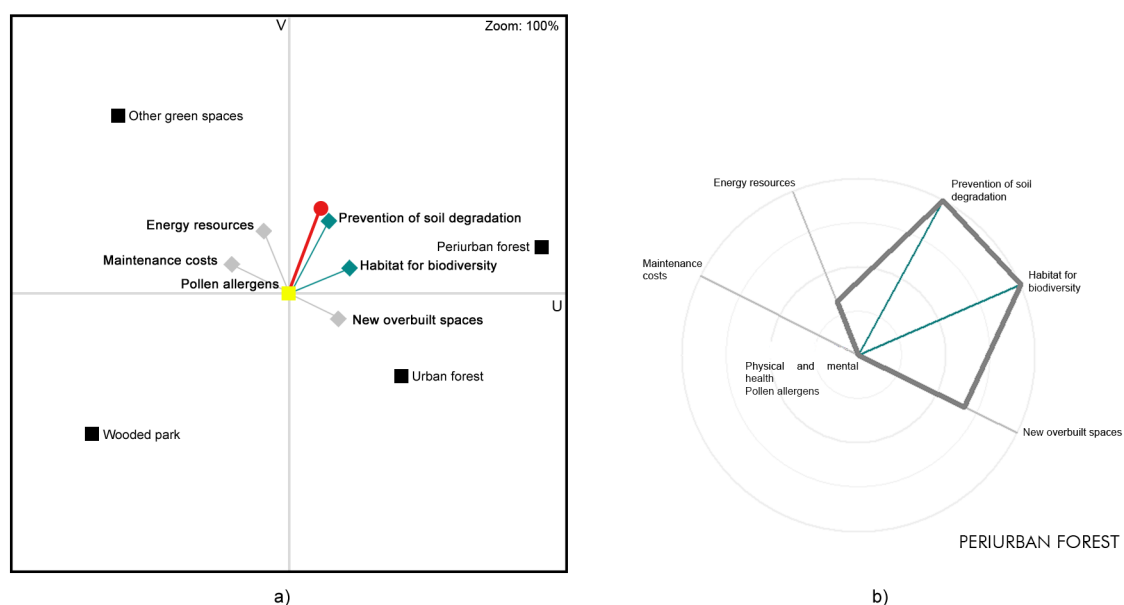 V
Zoom: 100%
Other green spaces
Energy resources
Prevention of soil degradation
Periurban forest
Maintenance costs
Habitat for biodiversity
Pollen allergens
U
New overbuilt spaces
Urban forest
Wooded park
a)
Energy resources
Prevention of soil
degradation
Maintenance
costs
Habitat for
biodiversity
Physical and mental
health
Pollen allergens
New overbuilt spaces
PERIURBAN FOREST
b)